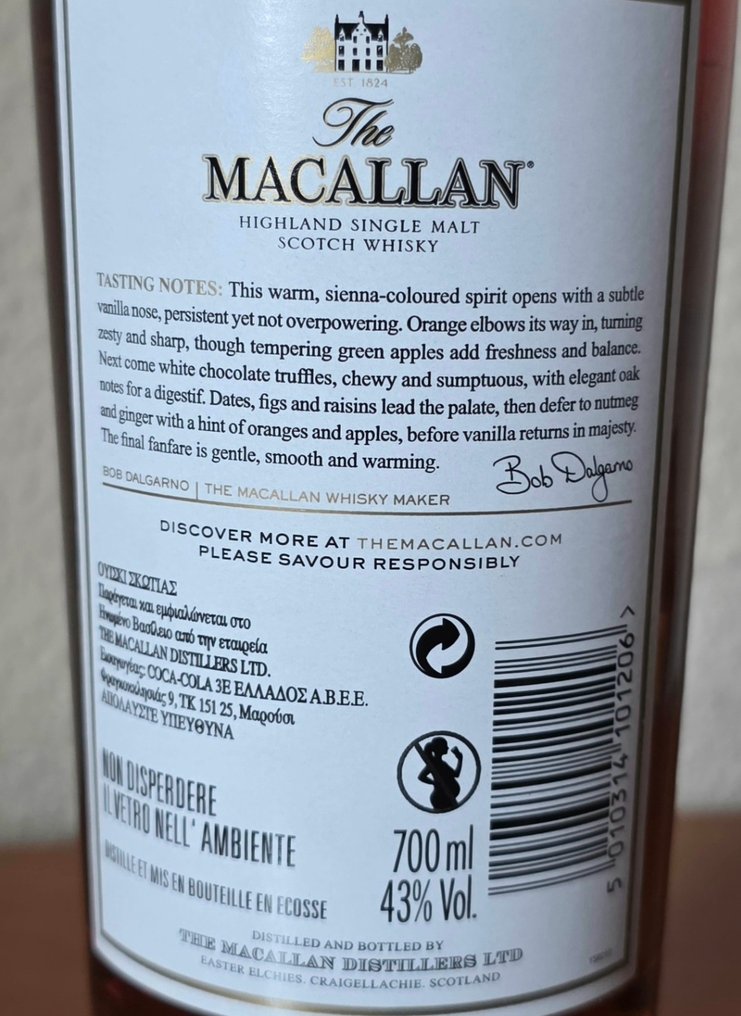 EST. 1824
The
MACALLAN®
HIGHLAND SINGLE MALT
SCOTCH WHISKY
TASTING NOTES: This warm, sienna-coloured spirit opens with a subtle
vanilla nose, persistent yet not overpowering. Orange elbows its way in, turning
zesty and sharp, though tempering green apples add freshness and balance.
Next come white chocolate truffles, chewy and sumptuous, with elegant oak
notes for a digestif. Dates, figs and raisins lead the palate, then defer to nutmeg
and ginger with a hint of oranges and apples, before vanilla returns in majesty.
The final fanfare is gentle, smooth and warming.
Bob Dalgarno
BOB DALGARNO | THE MACALLAN WHISKY MAKER
DISCOVER MORE AT THEMACALLAN.COM
PLEASE SAVOUR RESPONSIBLY
ΟΥΙΣΚΙ ΣΚΩΤΙΑΣ
Παράγεται και εμφιαλώνεται στο
Ηνωμένο Βασίλειο από την εταιρεία
THE MACALLAN DISTILLERS LTD.
Εισαγωγέας: COCA-COLA 3E ΕΛΛΑΔΟΣ Α.Β.Ε.Ε.
9, ΤΚ 151 25, Μαρούσι
ΑΠΟΛΑΥΣΤΕ ΥΠΕΥΘΥΝΑ
NON DISPERDERE
IL VETRO NELL' AMBIENTE
DISTILLE ET MIS EN BOUTEILLE EN ECOSSE
700 ml
43% Vol.
5 010314 101206 >
DISTILLED AND BOTTLED BY
THE MACALLAN DISTILLERS LTD
EASTER ELCHIES. CRAIGELLACHIE. SCOTLAND